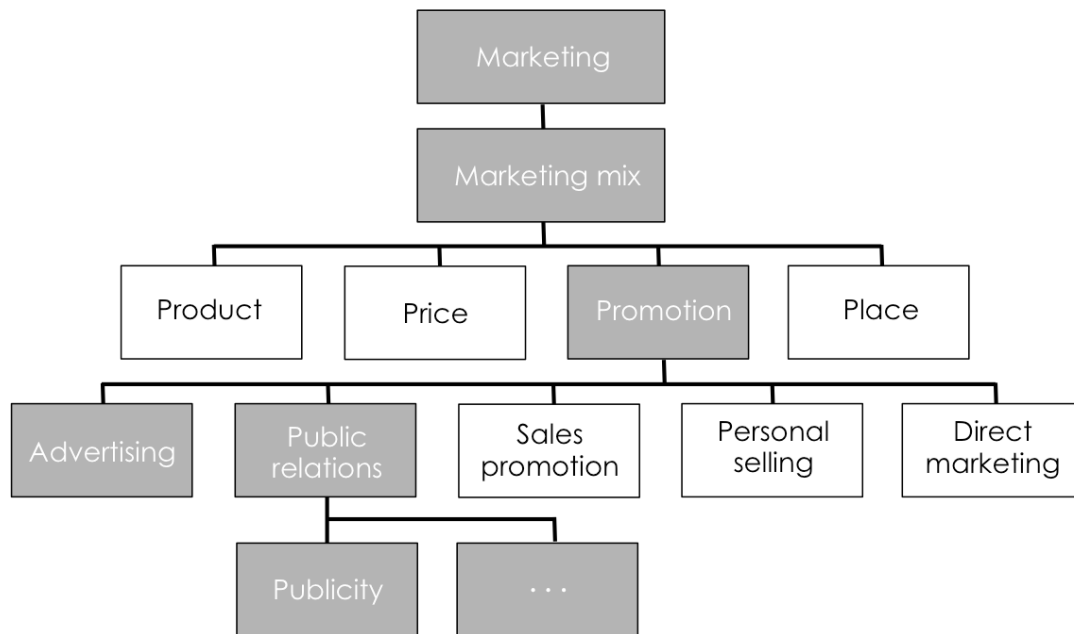 Marketing
Marketing mix
Product
Price
Promotion
Place
Advertising
Public
relations
Sales
promotion
Personal
selling
Direct
marketing
Publicity
. . .